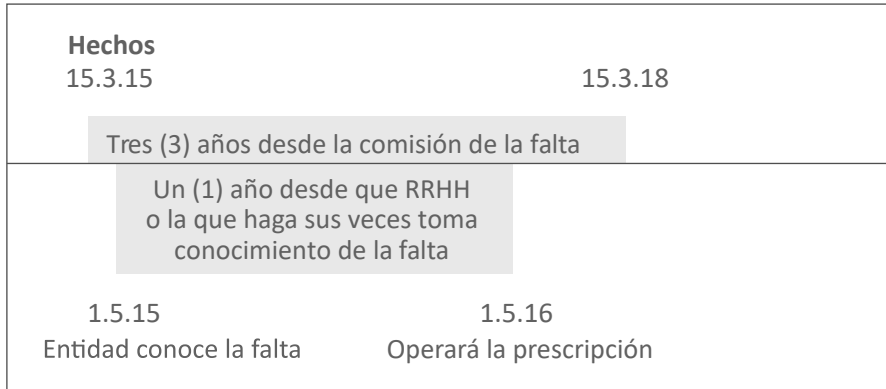 Hechos
15.3.15 15.3.18
Tres (3) años desde la comisión de la falta
Un (1) año desde que RRHH
o la que haga sus veces toma
conocimiento de la falta
1.5.15 1.5.16
Entidad conoce la falta Operará la prescripción